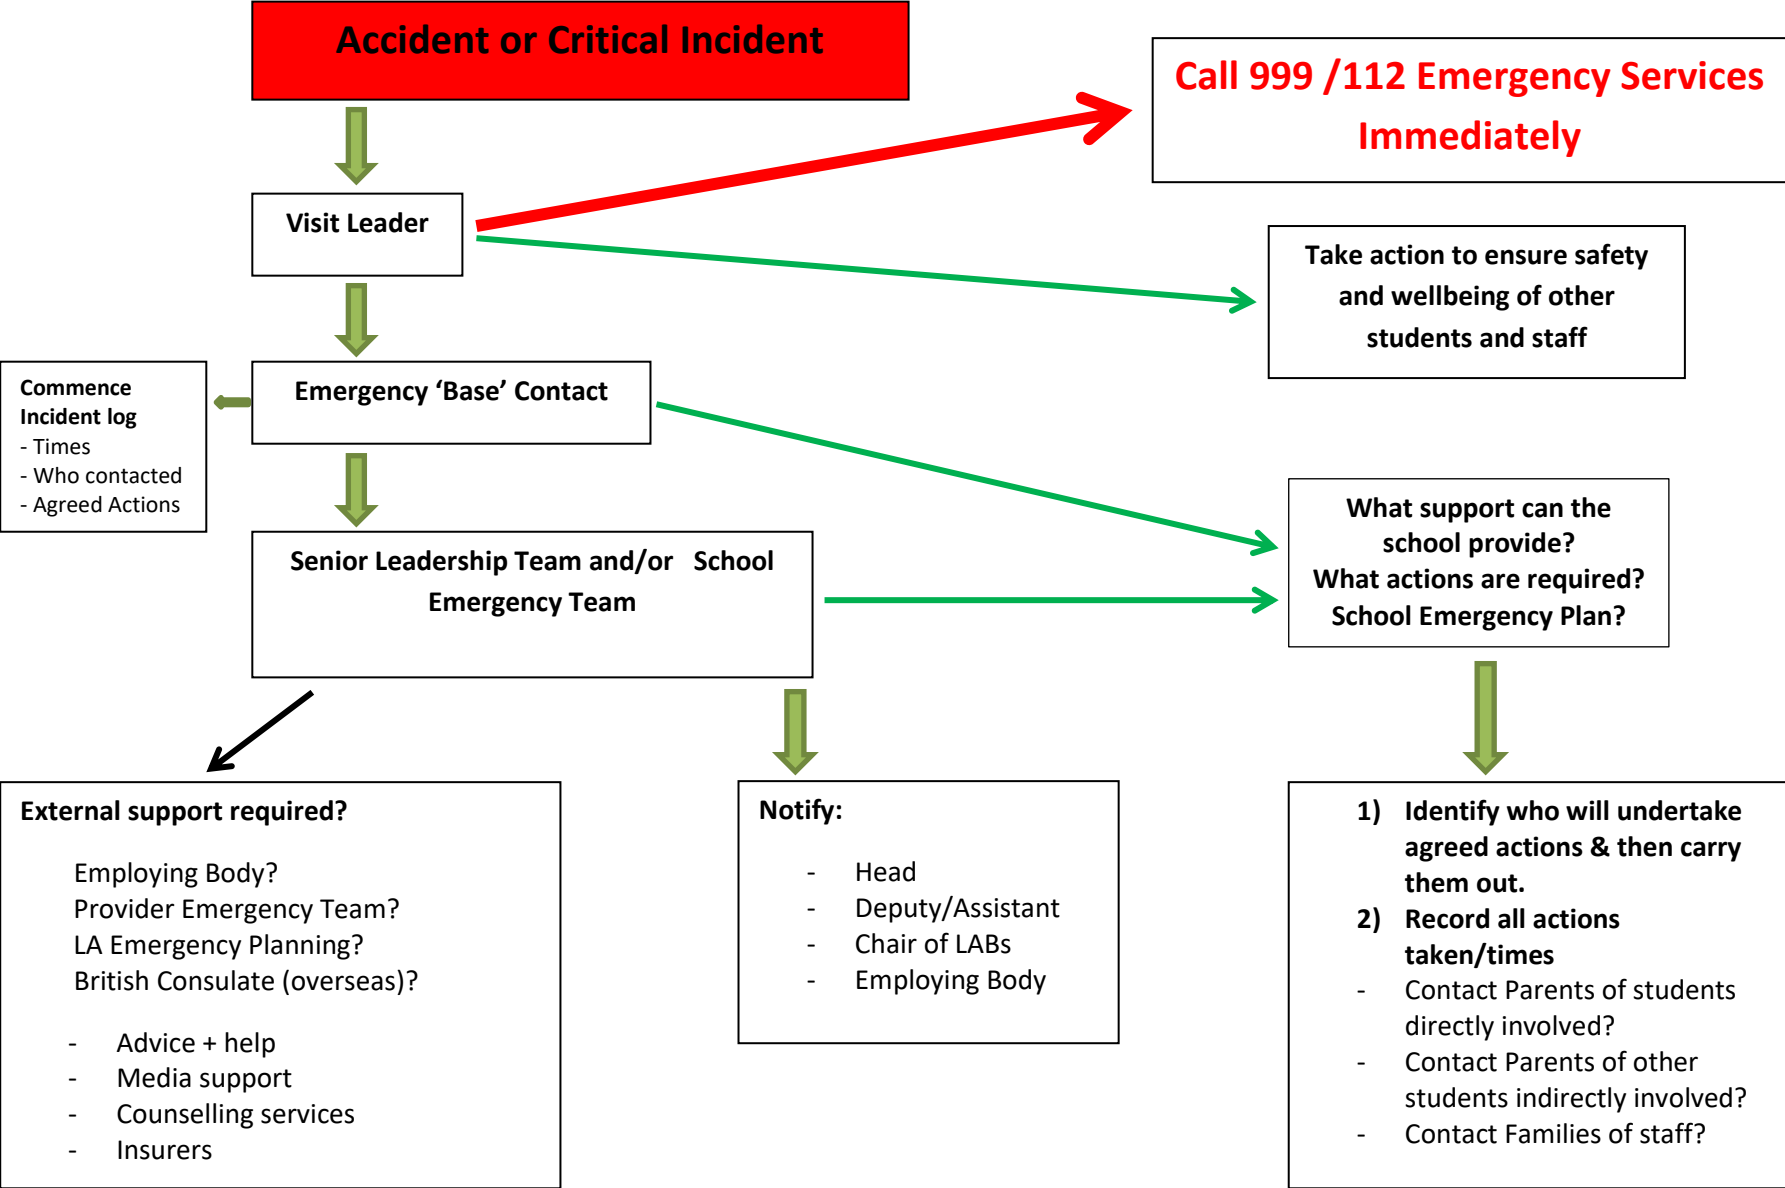 Accident or Critical Incident
Call 999 /112 Emergency Services
Immediately
Visit Leader
Take action to ensure safety
and wellbeing of other
students and staff
Emergency ‘Base’ Contact
Commence
Incident log
- Times
- Who contacted
- Agreed Actions
Senior Leadership Team and/or School
Emergency Team
What support can the
school provide?
What actions are required?
School Emergency Plan?
External support required?
Employing Body?
Provider Emergency Team?
LA Emergency Planning?
British Consulate (overseas)?
- Advice + help
- Media support
- Counselling services
- Insurers
Notify:
- Head
- Deputy/Assistant
- Chair of LABs
- Employing Body
1) Identify who will undertake
agreed actions & then carry
them out.
2) Record all actions
taken/times
- Contact Parents of students
directly involved?
- Contact Parents of other
students indirectly involved?
- Contact Families of staff?